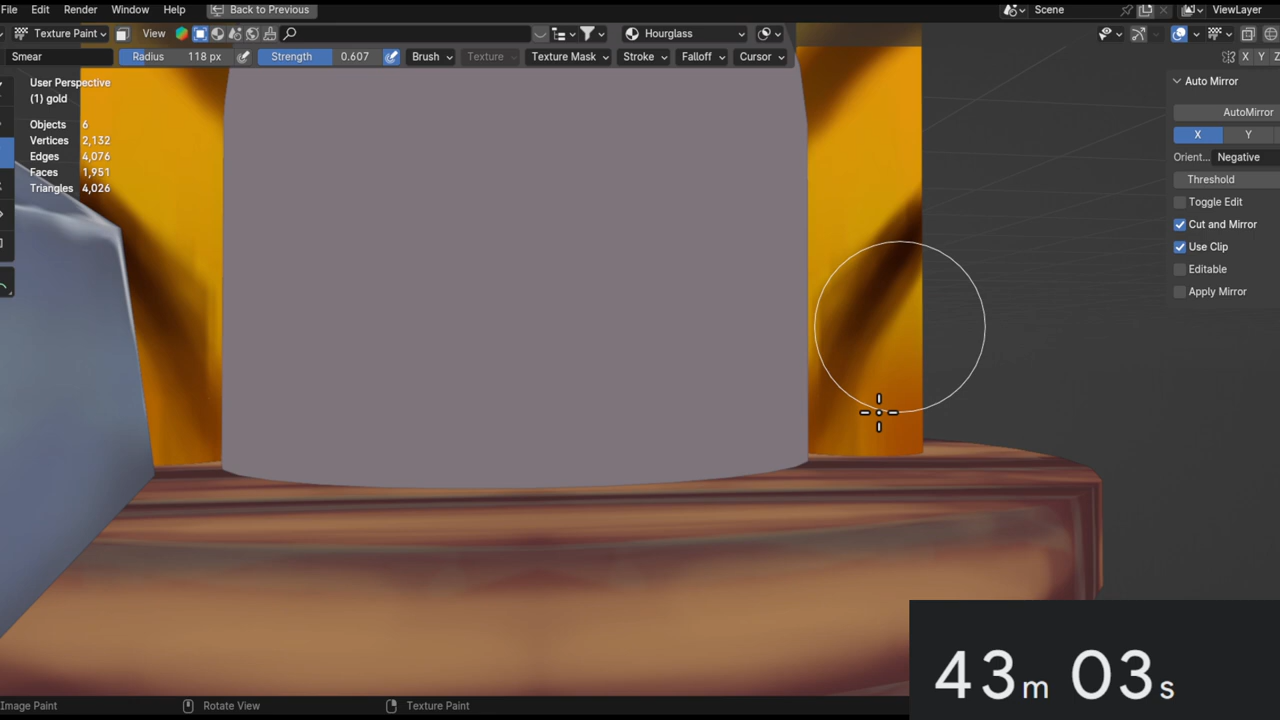 File Edit Render Window Help Back to Previous Scene ViewLayer
Texture Paint View Hourglass
Smear Radius 118 px Strength 0.607 Brush Texture Texture Mask Stroke Falloff Cursor X Y Z
User Perspective
(1) gold
Objects 6
Vertices 2,132
Edges 4,076
Faces 1,951
Triangles 4,026
Auto Mirror
AutoMirror
X Y
Orient... Negative
Threshold
Toggle Edit
Cut and Mirror
Use Clip
Editable
Apply Mirror
43m 03s
Image Paint Rotate View Texture Paint